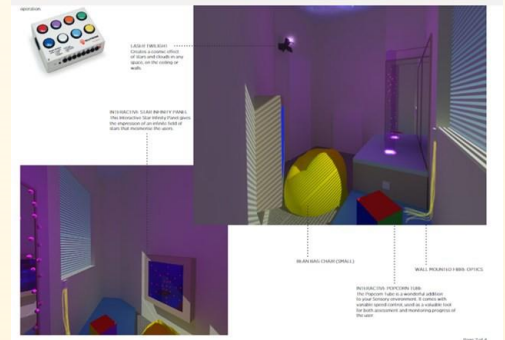 operation.
LASER TWILIGHT
Creates a cosmic effect
of stars and clouds in any
space, on the ceiling or
walls.
INTERACTIVE STAR INFINITY PANEL
This Interactive Star Infinity Panel gives
the impression of an infinite field of
stars that mesmerise the users.
BEAN BAG CHAIR (SMALL)
WALL MOUNTED FIBRE OPTICS
INTERACTIVE POPCORN TUBE
The Popcorn Tube is a wonderful addition
to your Sensory environment. It comes with
variable speed control, used as a valuable tool
for both assessment and monitoring progress of
the user.